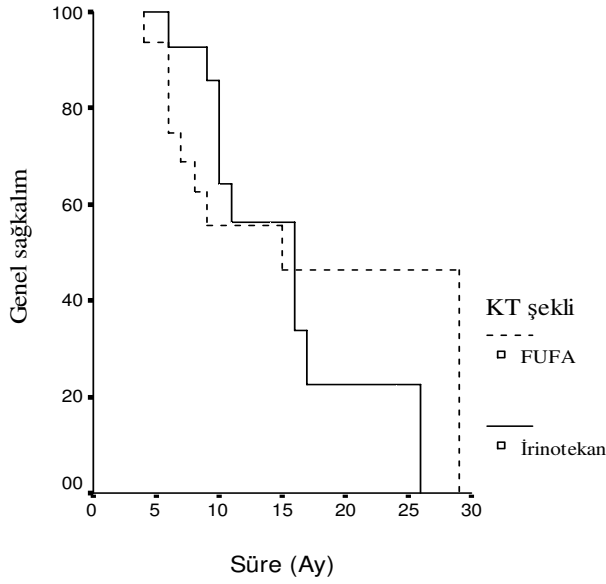 100
80
60
40
20
00
Genel sağkalım
0 5 10 15 20 25 30
Süre (Ay)
KT şekli
FUFA
İrinotekan